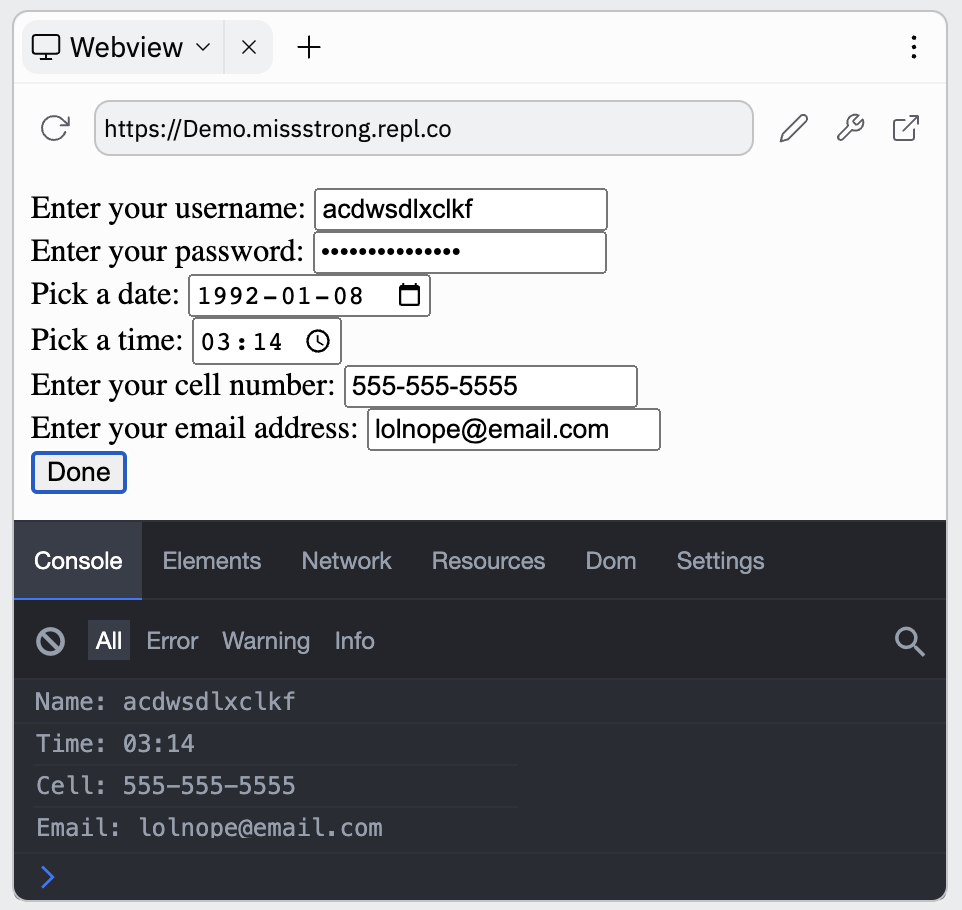 Webview
https://Demo.missstrong.repl.co
Enter your username: acdwsdlxclkf
Enter your password: •••••••••••••••
Pick a date: 1992-01-08
Pick a time: 03:14
Enter your cell number: 555-555-5555
Enter your email address: lolnope@email.com
Done
Console Elements Network Resources Dom Settings
All Error Warning Info
Name: acdwsdlxclkf
Time: 03:14
Cell: 555-555-5555
Email: lolnope@email.com